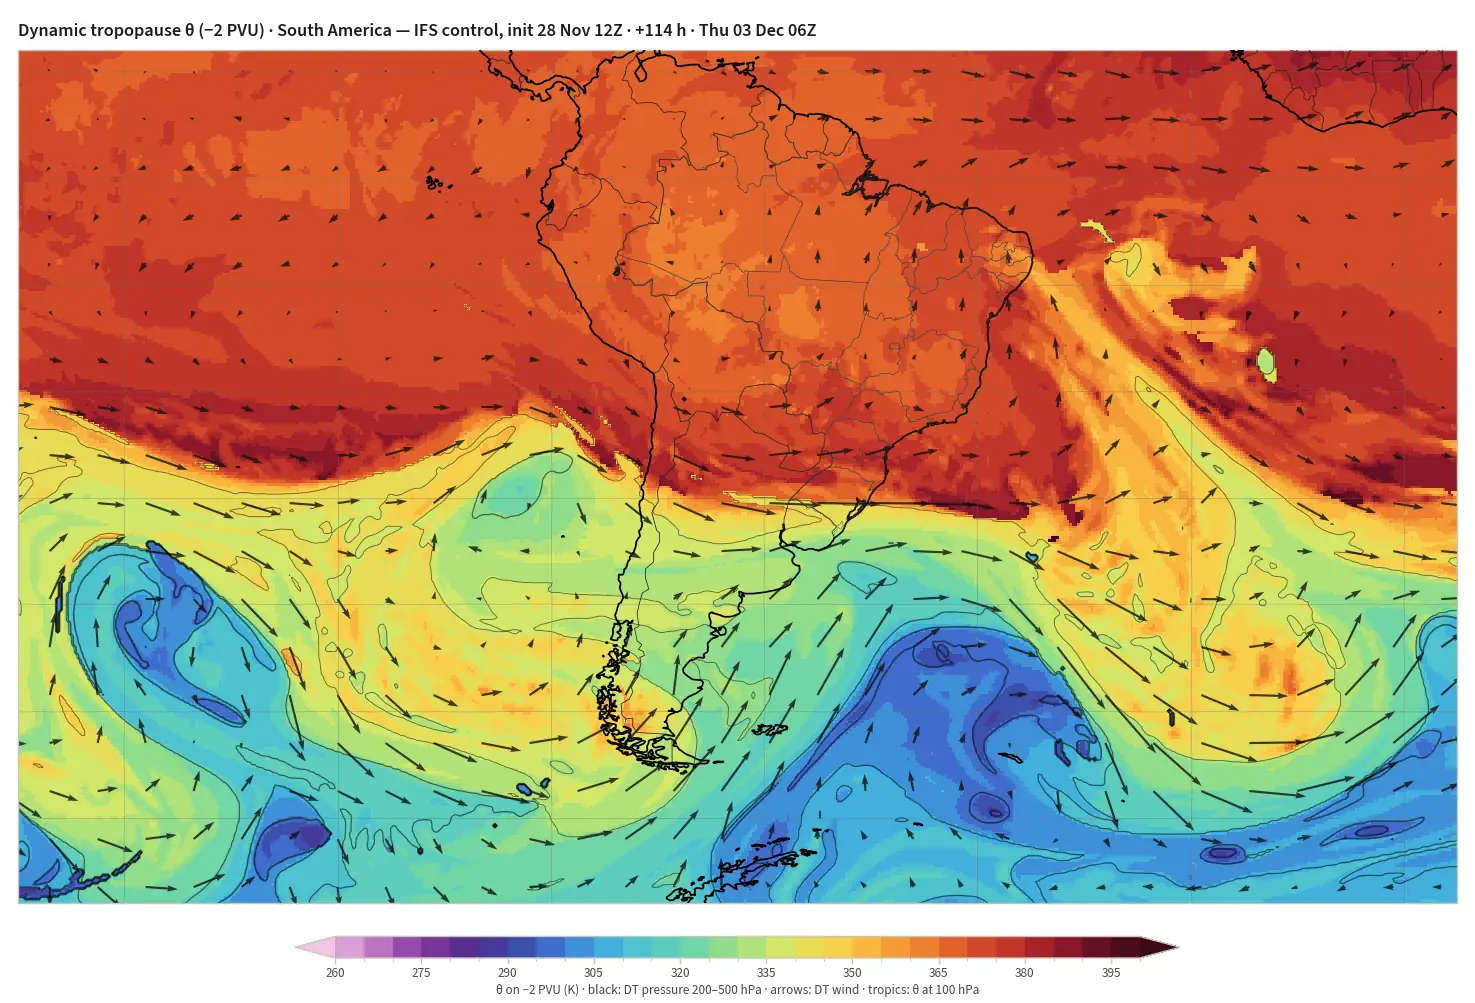 Dynamic tropopause θ (−2 PVU) · South America — IFS control, init 28 Nov 12Z · +114 h · Thu 03 Dec 06Z
260 275 290 305 320 335 350 365 380 395
θ on −2 PVU (K) · black: DT pressure 200–500 hPa · arrows: DT wind · tropics: θ at 100 hPa